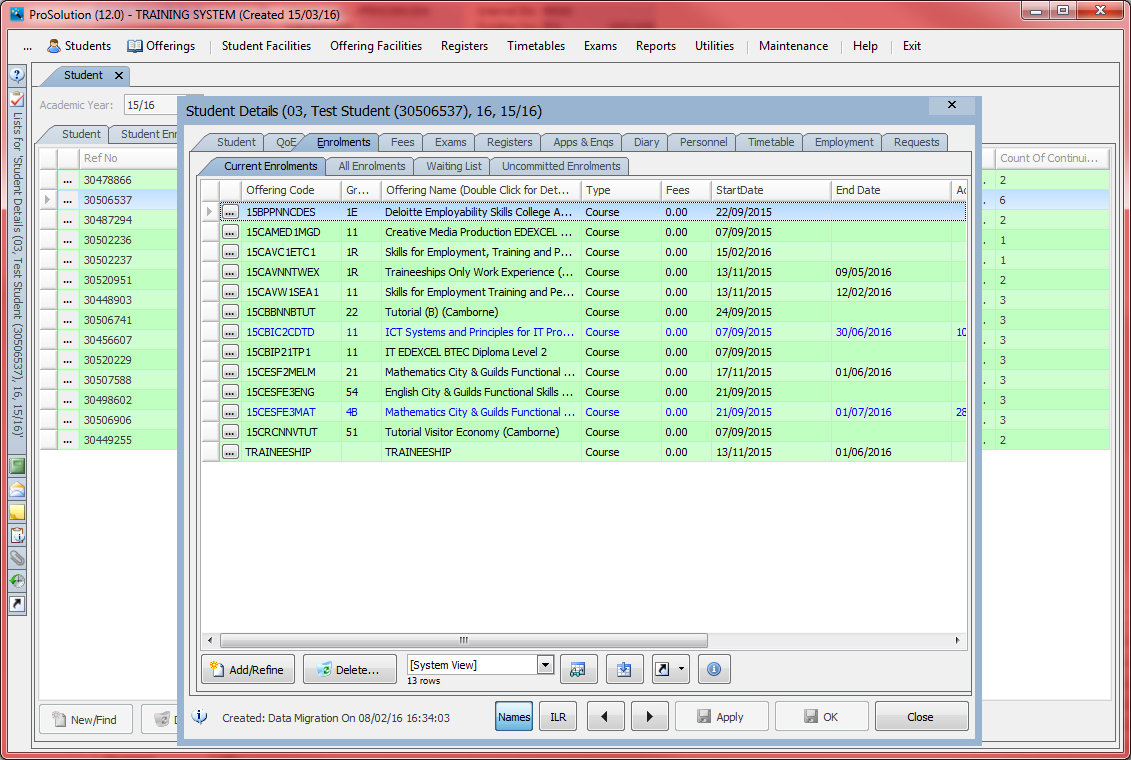 ProSolution (12.0) - TRAINING SYSTEM (Created 15/03/16)
... Students Offerings Student Facilities Offering Facilities Registers Timetables Exams Reports Utilities Maintenance Help Exit
Student
Academic Year: 15/16
Student Student Enr
Lists for 'Student Details (03, Test Student (30506537), 16, 15/16)'
Ref No
... 30478866
... 30506537
... 30487294
... 30502236
... 30502237
... 30520951
... 30448903
... 30506741
... 30456607
... 30520229
... 30507588
... 30498602
... 30506906
... 30449255
Count Of Continui...
2
6
2
1
1
2
3
3
3
3
3
3
3
2
New/Find
Student Details (03, Test Student (30506537), 16, 15/16)
Student QoE Enrolments Fees Exams Registers Apps & Enqs Diary Personnel Timetable Employment Requests
Current Enrolments All Enrolments Waiting List Uncommitted Enrolments
Offering Code Gr... Offering Name (Double Click for Det... Type Fees StartDate End Date Ac
... 15BPPNNCDES 1E Deloitte Employability Skills College A... Course 0.00 22/09/2015
... 15CAMED1MGD 11 Creative Media Production EDEXCEL ... Course 0.00 07/09/2015
... 15CAVC1ETC1 1R Skills for Employment, Training and P... Course 0.00 15/02/2016
... 15CAVNNTWEX 1R Traineeships Only Work Experience (... Course 0.00 13/11/2015 09/05/2016
... 15CAVW1SEA1 11 Skills for Employment Training and Pe... Course 0.00 13/11/2015 12/02/2016
... 15CBBNNBTUT 22 Tutorial (B) (Camborne) Course 0.00 24/09/2015
... 15CBIC2CDTD 11 ICT Systems and Principles for IT Pro... Course 0.00 07/09/2015 30/06/2016 10
... 15CBIP21TP1 11 IT EDEXCEL BTEC Diploma Level 2 Course 0.00 07/09/2015
... 15CESF2MELM 21 Mathematics City & Guilds Functional ... Course 0.00 17/11/2015 01/06/2016
... 15CESFE3ENG 54 English City & Guilds Functional Skills ... Course 0.00 21/09/2015
... 15CESFE3MAT 4B Mathematics City & Guilds Functional ... Course 0.00 21/09/2015 01/07/2016 28
... 15CRCNNVTUT 51 Tutorial Visitor Economy (Camborne) Course 0.00 07/09/2015
... TRAINEESHIP TRAINEESHIP Course 0.00 13/11/2015 01/06/2016
Add/Refine Delete... [System View]
13 rows
Created: Data Migration On 08/02/16 16:34:03 Names ILR Apply OK Close